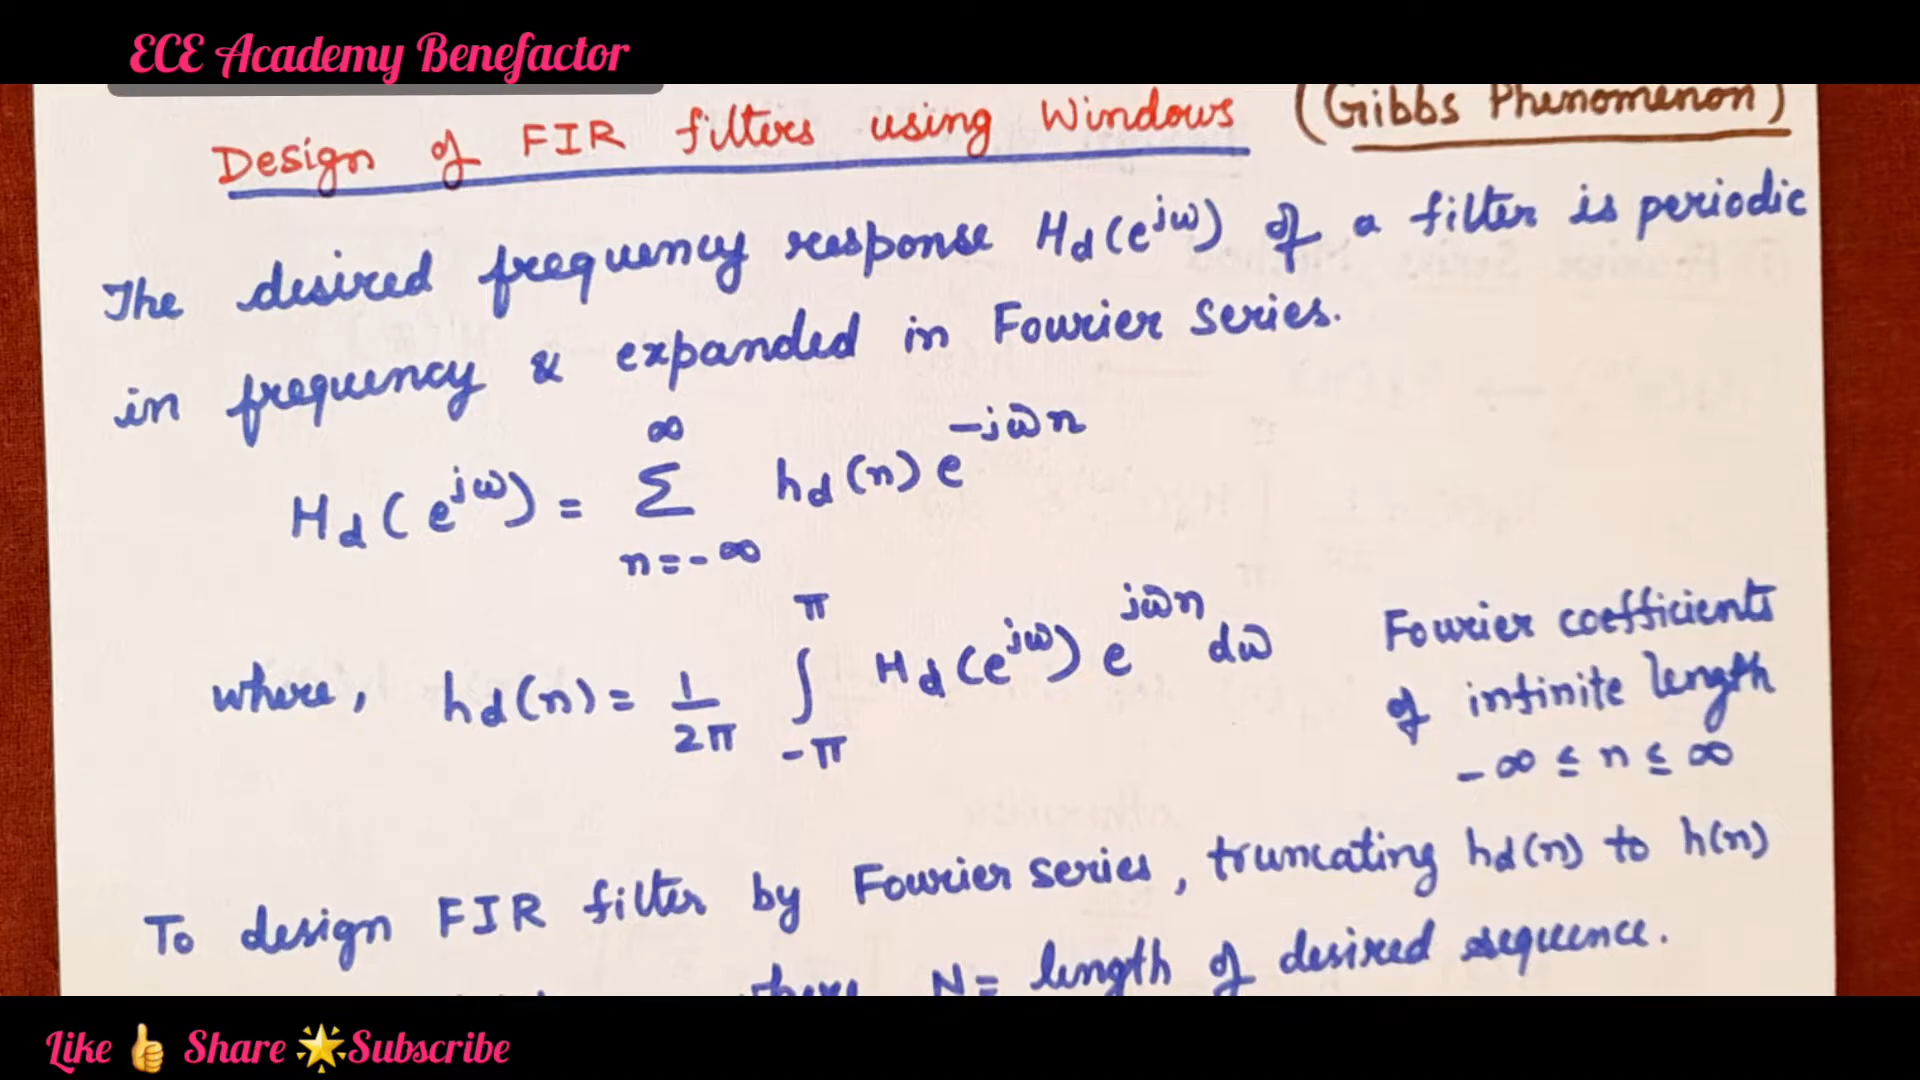 ECE Academy Benefactor
Design of FIR filters using Windows (Gibbs Phenomenon)
The desired frequency response Hd(e^jω) of a filter is periodic
in frequency & expanded in Fourier series.
Hd(e^jω) = Σ_{n=-∞}^{∞} hd(n) e^-jωn
where, hd(n) = 1/2π ∫_{-π}^{π} Hd(e^jω) e^jωn dω
Fourier coefficients
of infinite length
-∞ ≤ n ≤ ∞
To design FIR filter by Fourier series, truncating hd(n) to h(n)
where N = length of desired sequence.
Like 👍 Share 🌟Subscribe